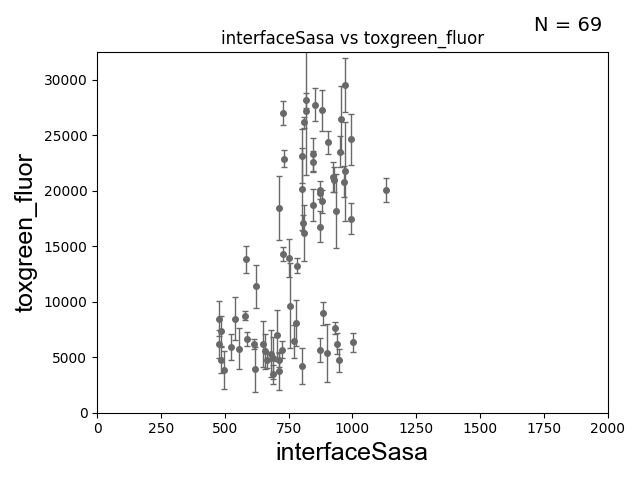 N = 69
interfaceSasa vs toxgreen_fluor
30000
25000
20000
15000
10000
5000
0
toxgreen_fluor
0 250 500 750 1000 1250 1500 1750 2000
interfaceSasa